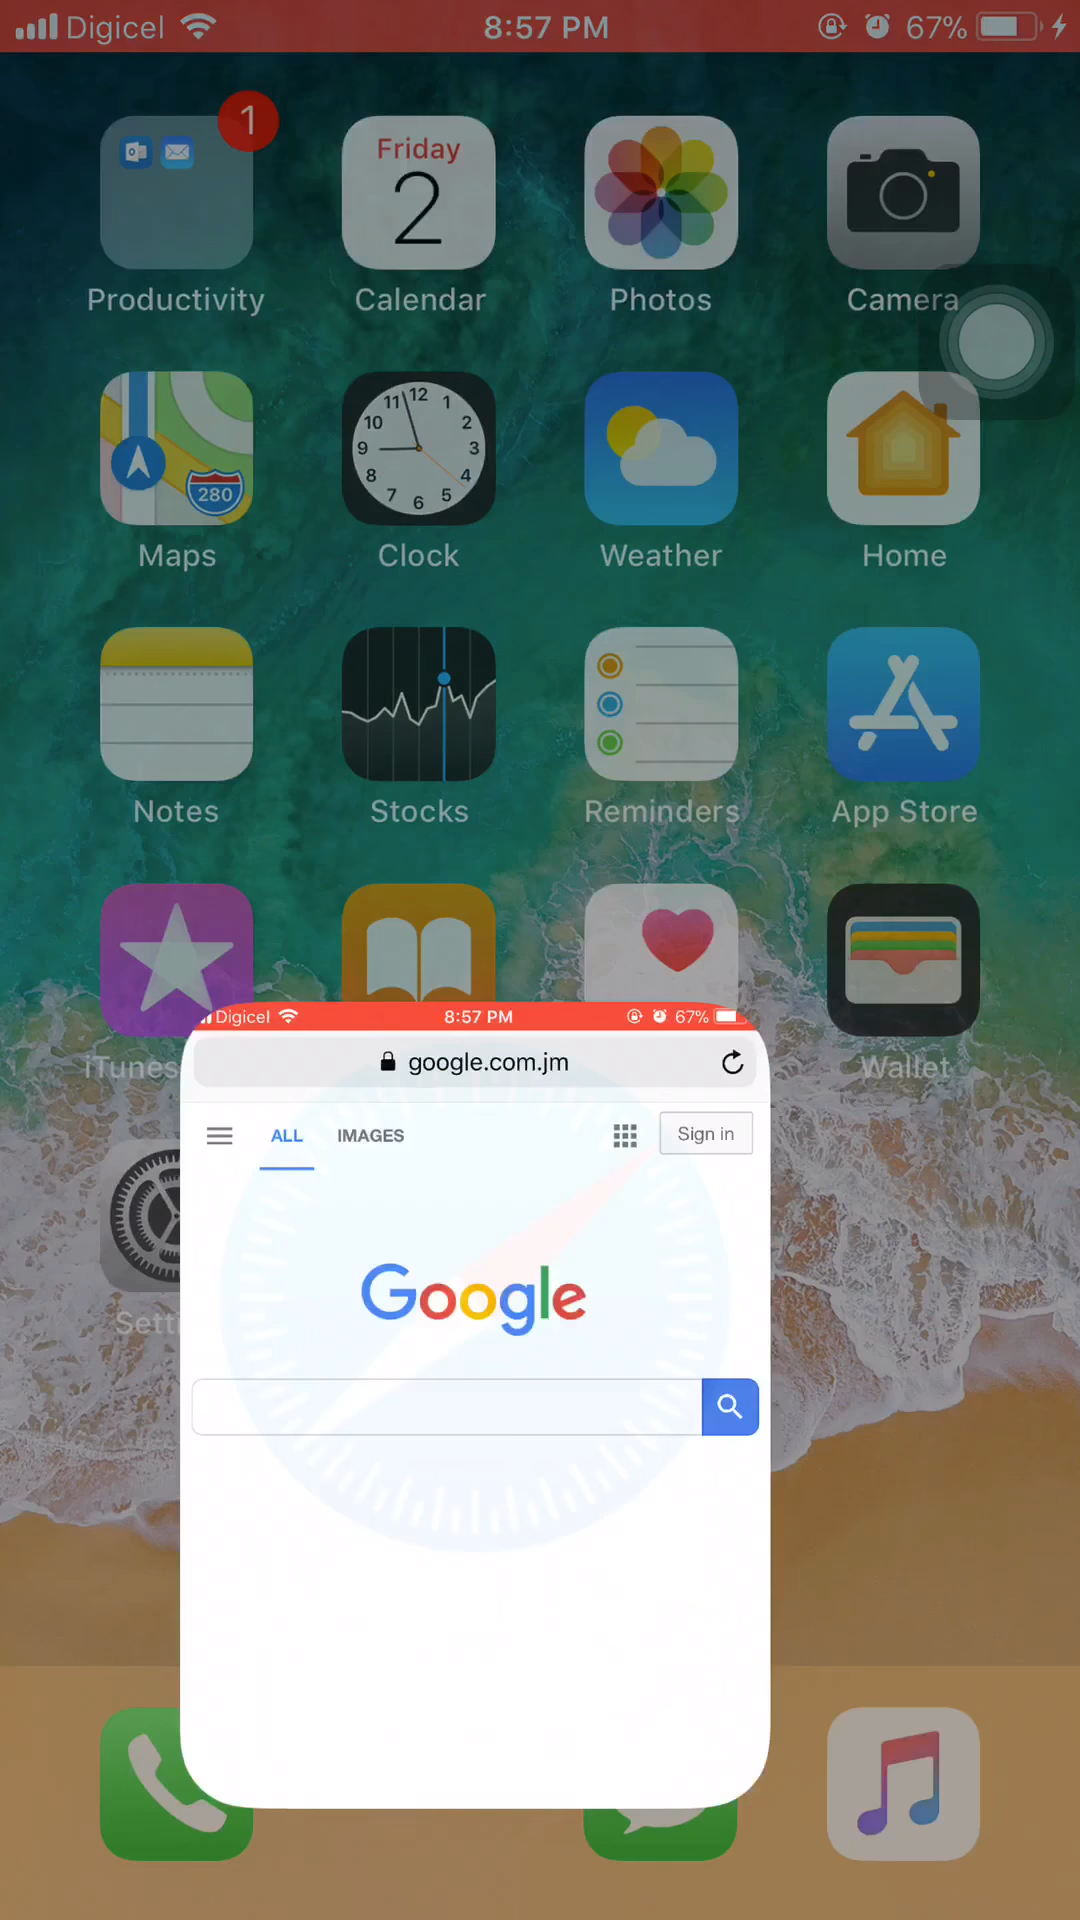 Digicel 8:57 PM 67%
1
Friday
2
Productivity Calendar Photos Camera
12
11 1
10 2
9 3
8 4
7 5
6
280
Maps Clock Weather Home
Notes Stocks Reminders App Store
Digicel 8:57 PM 67%
iTunes Wallet
google.com.jm
ALL IMAGES Sign in
Google
Sett